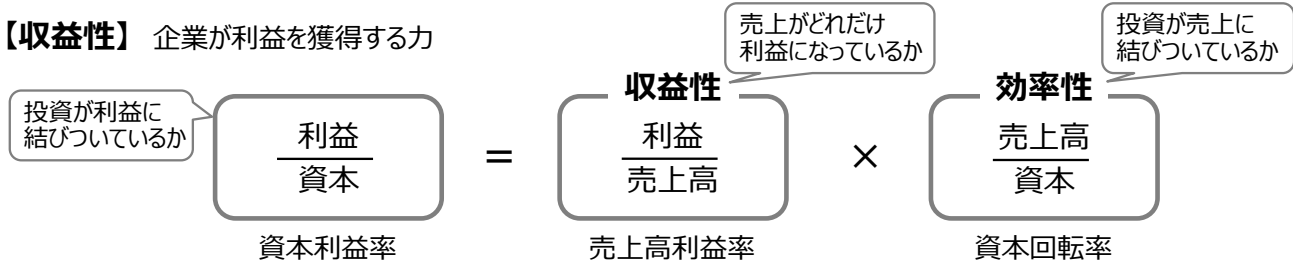 【収益性】 企業が利益を獲得する力
売上がどれだけ
利益になっているか
投資が売上に
結びついているか
投資が利益に
結びついているか
収益性
効率性
利益
資本
=
利益
売上高
×
売上高
資本
資本利益率
売上高利益率
資本回転率